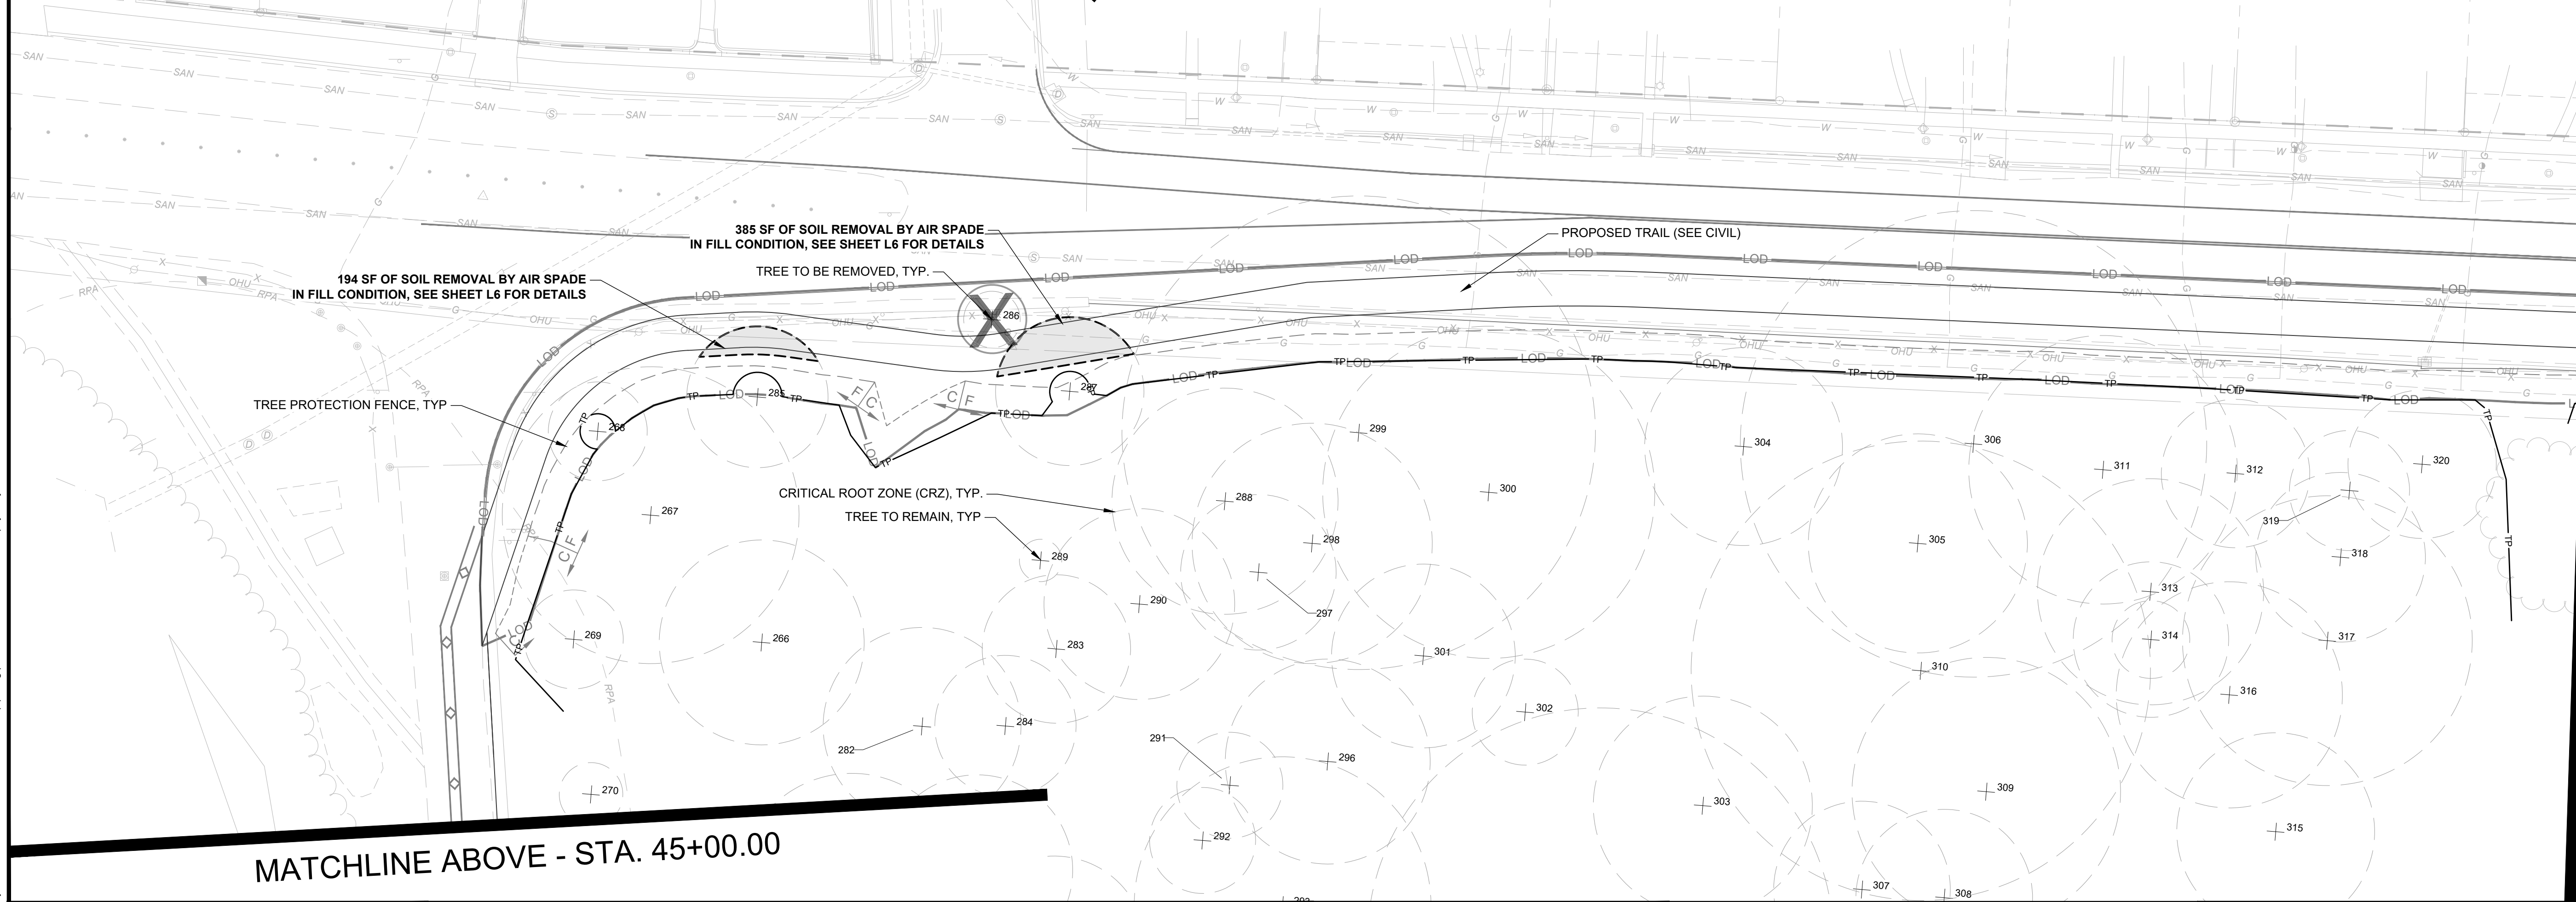 385 SF OF SOIL REMOVAL BY AIR SPADE
IN FILL CONDITION, SEE SHEET L6 FOR DETAILS
PROPOSED TRAIL (SEE CIVIL)
TREE TO BE REMOVED, TYP.
194 SF OF SOIL REMOVAL BY AIR SPADE
IN FILL CONDITION, SEE SHEET L6 FOR DETAILS
286
TREE PROTECTION FENCE, TYP
285
287
268
F C
C F
C F
CRITICAL ROOT ZONE (CRZ), TYP.
TREE TO REMAIN, TYP
299
304
306
311
312
320
300
288
267
319
298
305
318
289
297
290
313
269
266
283
301
314
317
310
316
302
284
282
291
296
270
303
309
292
315
307
308
SAN
LOD
TP
OHU
RPA
G
W
X
D
S
MATCHLINE ABOVE - STA. 45+00.00